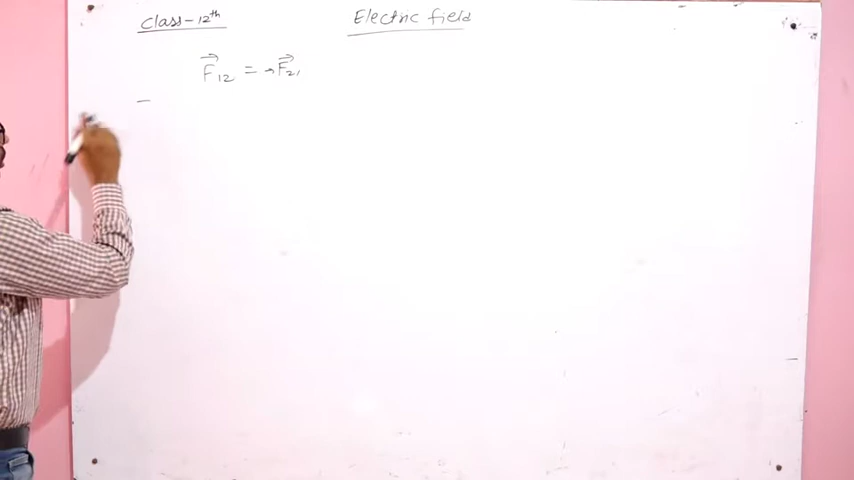 Class-12th
Electric field
F⃗12 = -F⃗21